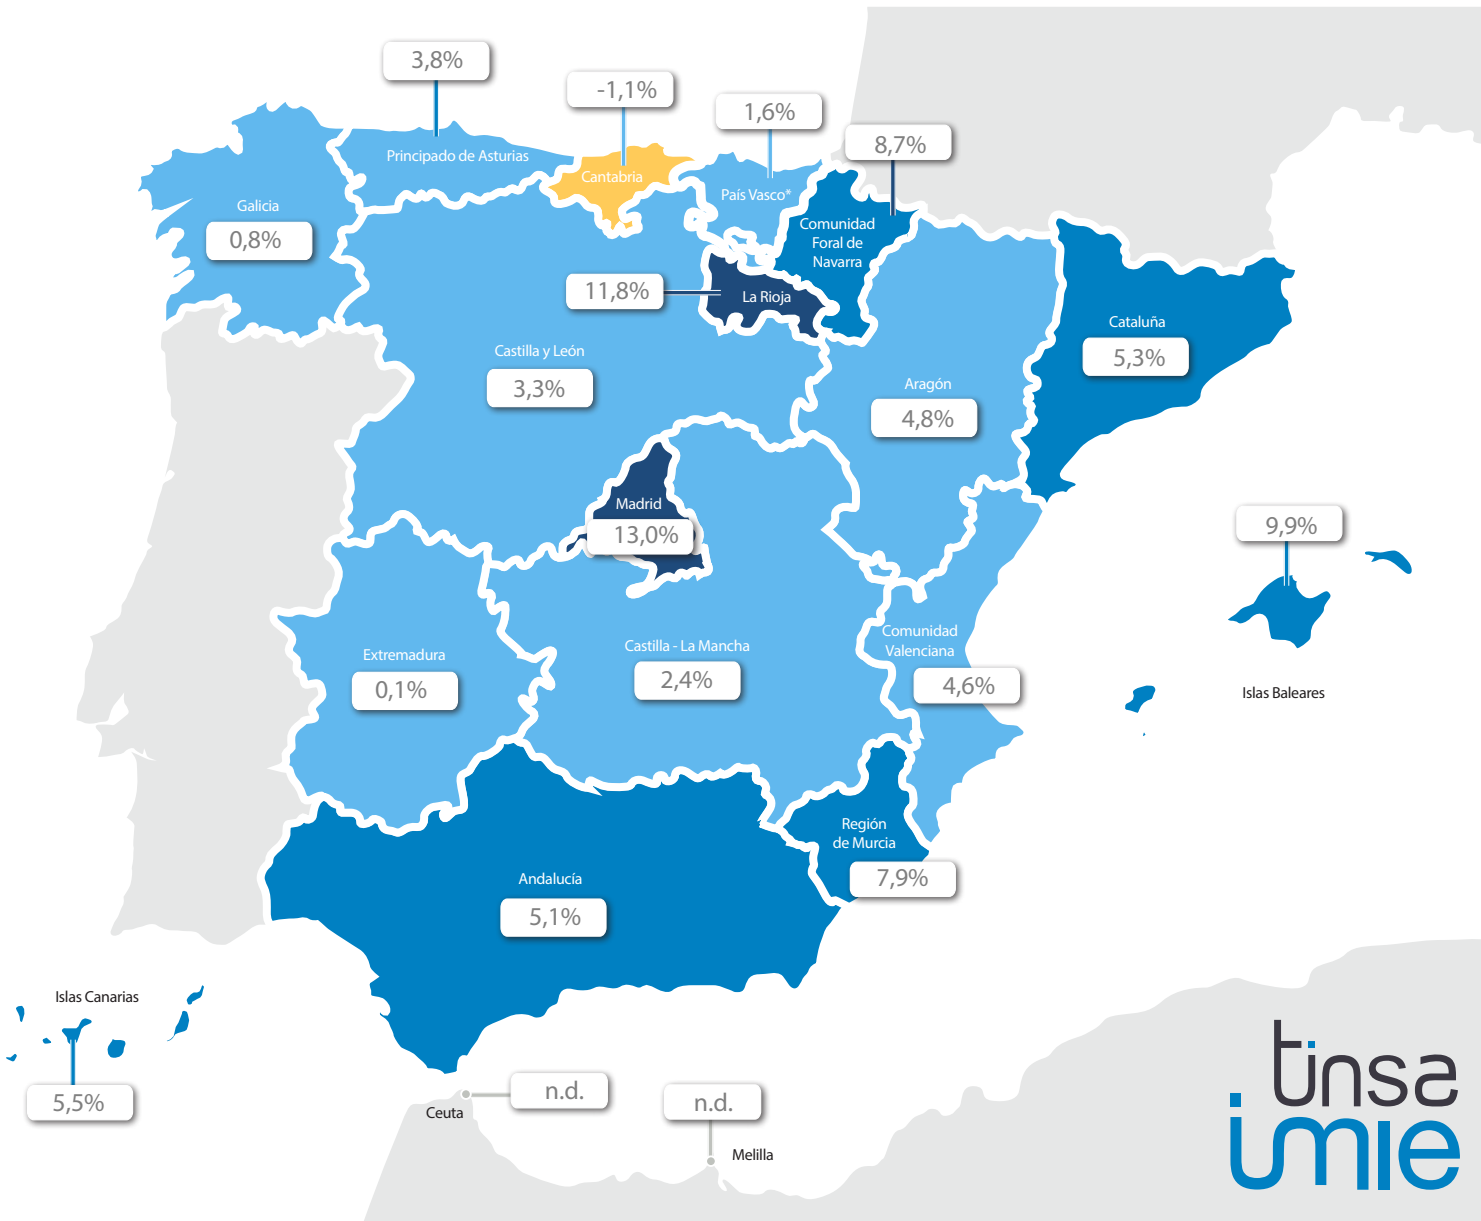 3,8%
-1,1%
1,6%
8,7%
Principado de Asturias
Cantabria
País Vasco*
Galicia
0,8%
Comunidad
Foral de
Navarra
11,8%
La Rioja
Cataluña
5,3%
Castilla y León
3,3%
Aragón
4,8%
Madrid
13,0%
9,9%
Islas Baleares
Comunidad
Valenciana
4,6%
Castilla - La Mancha
2,4%
Extremadura
0,1%
Región
de Murcia
7,9%
Andalucía
5,1%
Islas Canarias
5,5%
Ceuta
n.d.
n.d.
Melilla
tinsa
imie